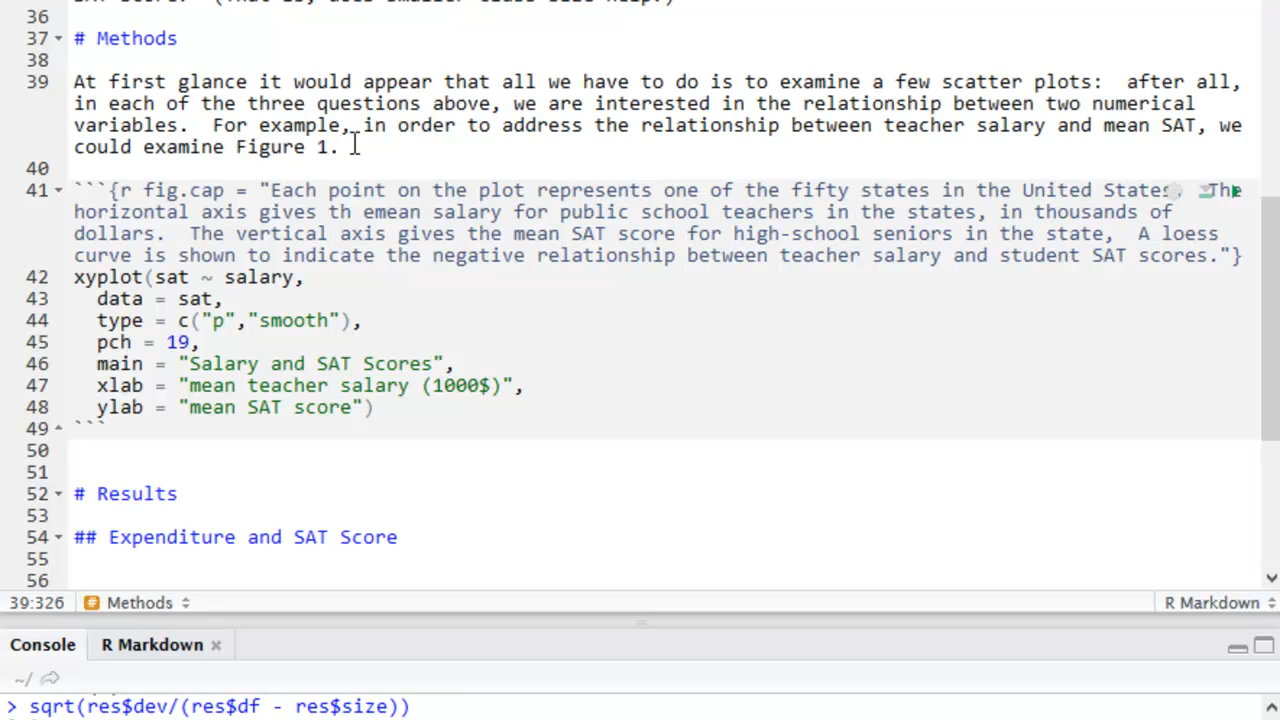 36
37 # Methods
38
39 At first glance it would appear that all we have to do is to examine a few scatter plots:  after all,
in each of the three questions above, we are interested in the relationship between two numerical
variables.  For example, in order to address the relationship between teacher salary and mean SAT, we
could examine Figure 1.
40
41 ```{r fig.cap = "Each point on the plot represents one of the fifty states in the United States.  The
horizontal axis gives th emean salary for public school teachers in the states, in thousands of
dollars.  The vertical axis gives the mean SAT score for high-school seniors in the state,  A loess
curve is shown to indicate the negative relationship between teacher salary and student SAT scores."}
42 xyplot(sat ~ salary,
43   data = sat,
44   type = c("p","smooth"),
45   pch = 19,
46   main = "Salary and SAT Scores",
47   xlab = "mean teacher salary (1000$)",
48   ylab = "mean SAT score")
49 ```
50
51
52 # Results
53
54 ## Expenditure and SAT Score
55
56
39:326 # Methods R Markdown
Console R Markdown
~/
> sqrt(res$dev/(res$df - res$size))